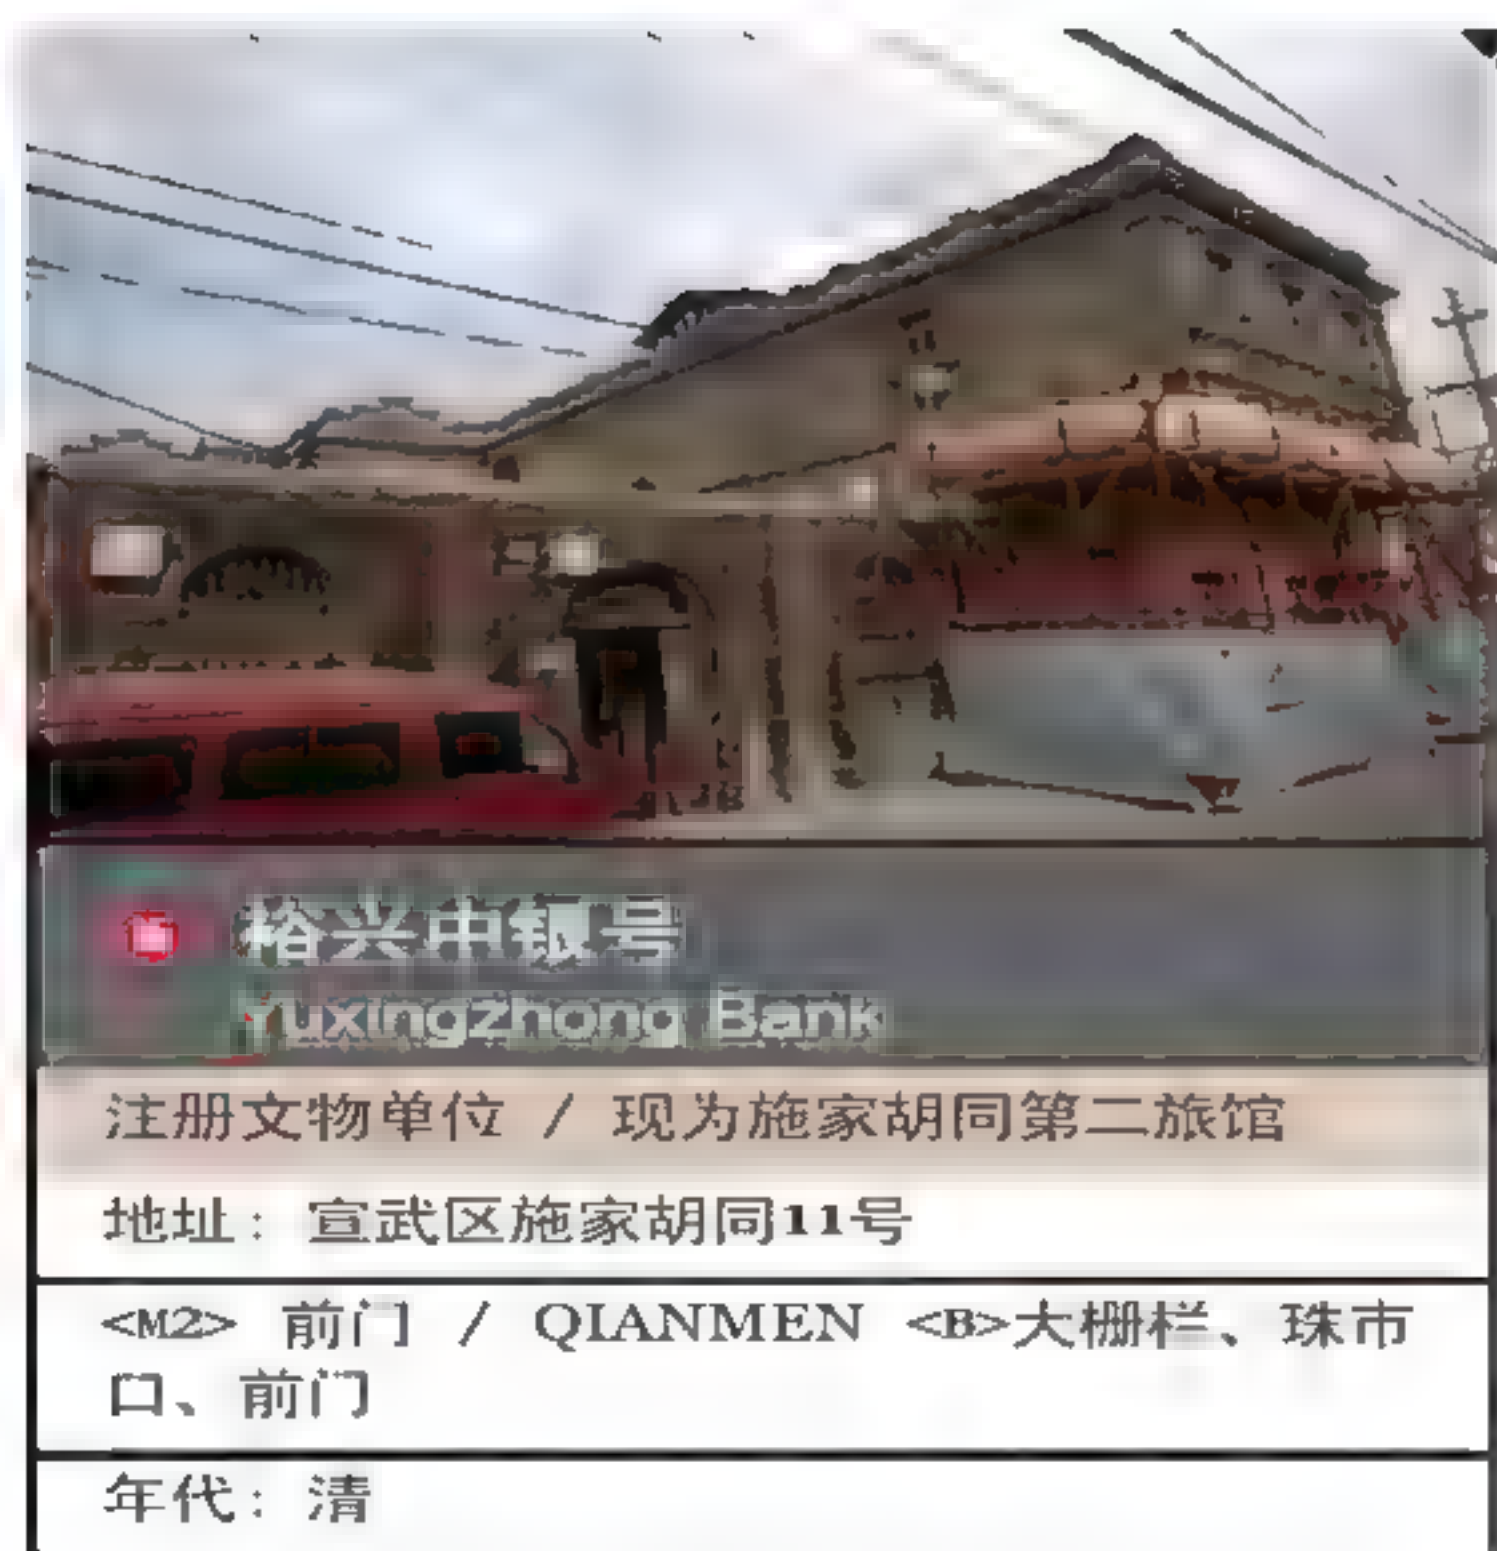 裕兴中银号
Yuxingzhong Bank
注册文物单位 / 现为施家胡同第二旅馆
地址：宣武区施家胡同11号
<M2> 前门 / QIANMEN <B>大栅栏、珠市
口、前门
年代：清